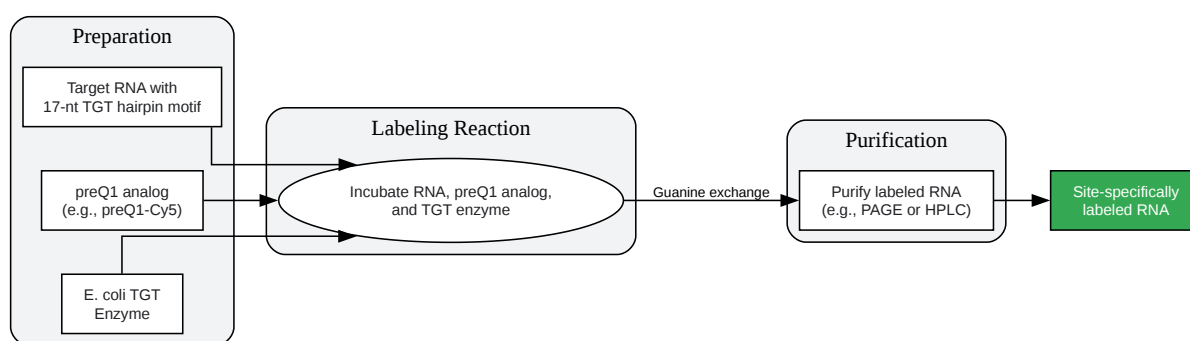 Preparation
Target RNA with
17-nt TGT hairpin motif
preQ1 analog
(e.g., preQ1-Cy5)
E. coli TGT
Enzyme
Labeling Reaction
Incubate RNA, preQ1 analog,
and TGT enzyme
Guanine exchange
Purification
Purify labeled RNA
(e.g., PAGE or HPLC)
Site-specifically
labeled RNA